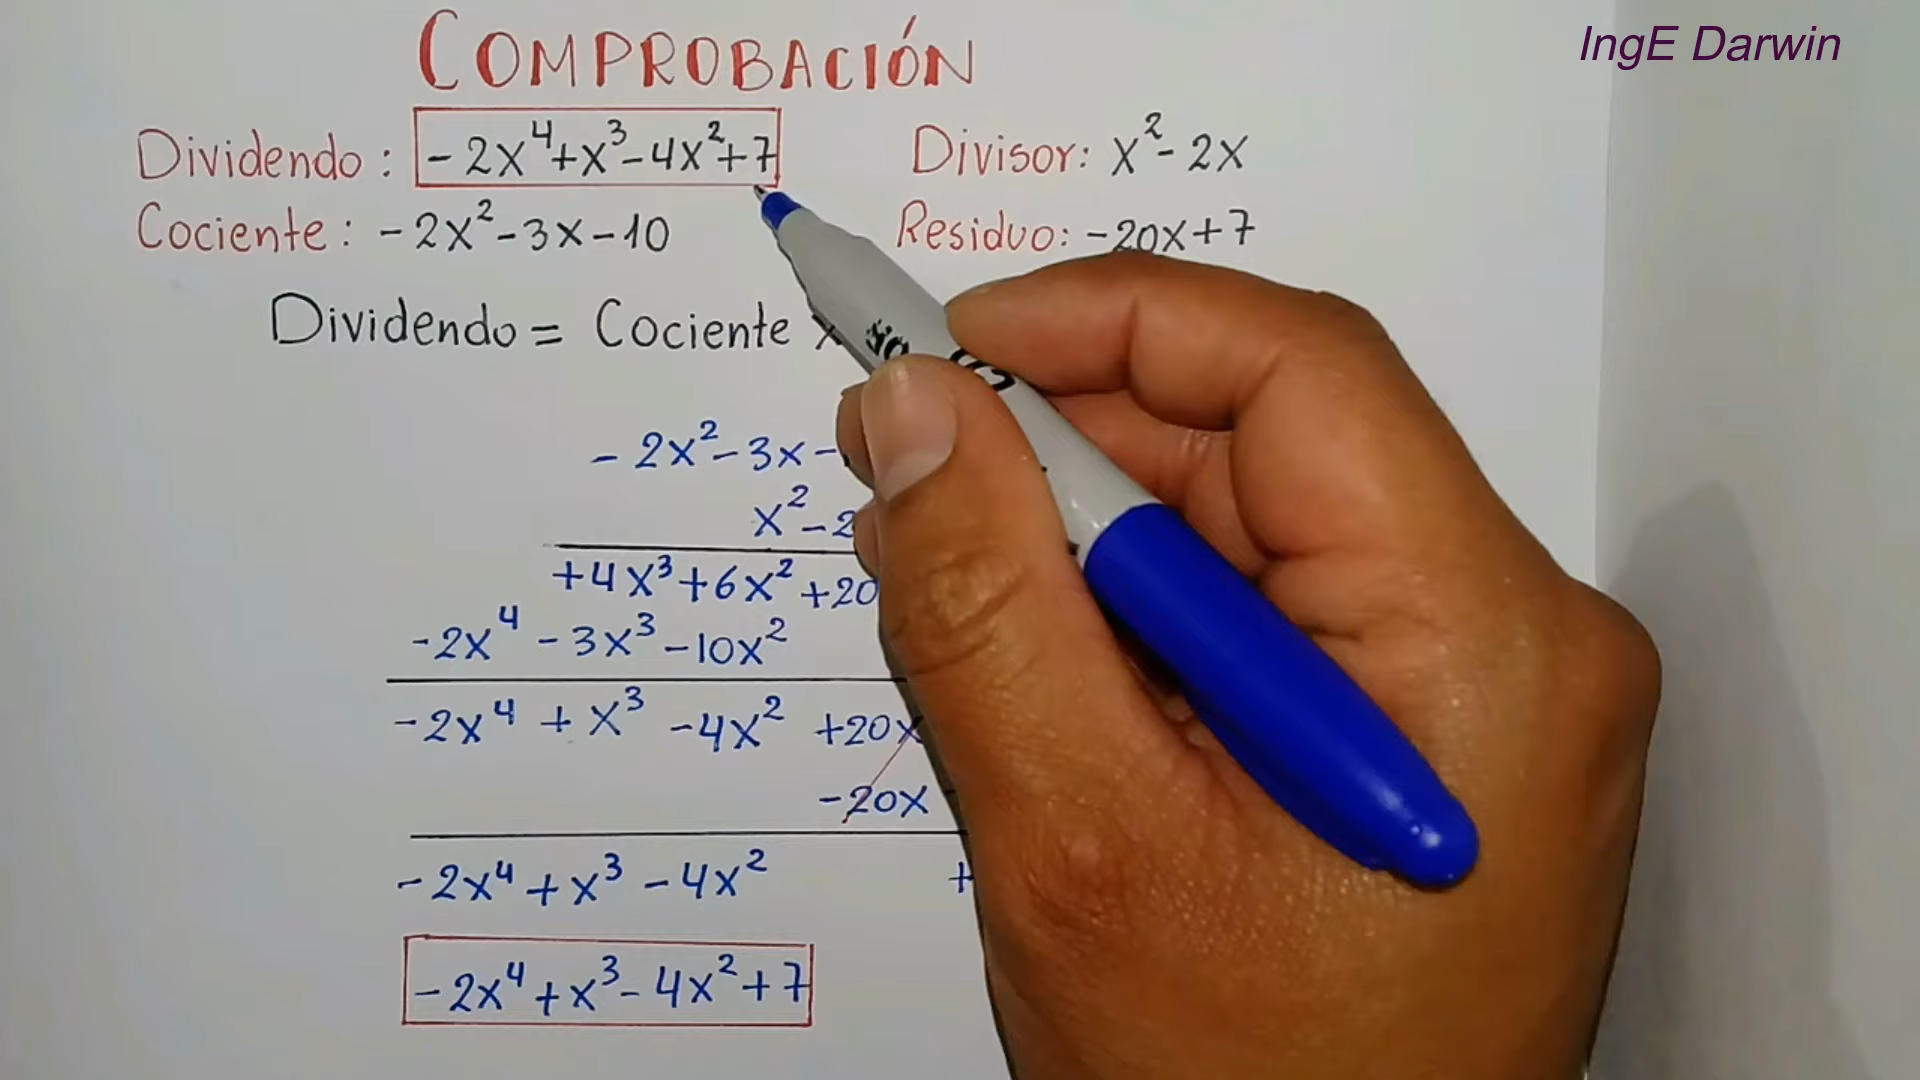 IngE Darwin
COMPROBACIÓN
Dividendo: -2x⁴+x³-4x²+7
Divisor: x²-2x
Cociente: -2x²-3x-10
Residuo: -20x+7
Dividendo = Cociente x
-2x²-3x-
x²-2
+4x³+6x²+20
-2x⁴-3x³-10x²
-2x⁴+x³-4x²+20x
-20x
-2x⁴+x³-4x² +
-2x⁴+x³-4x²+7